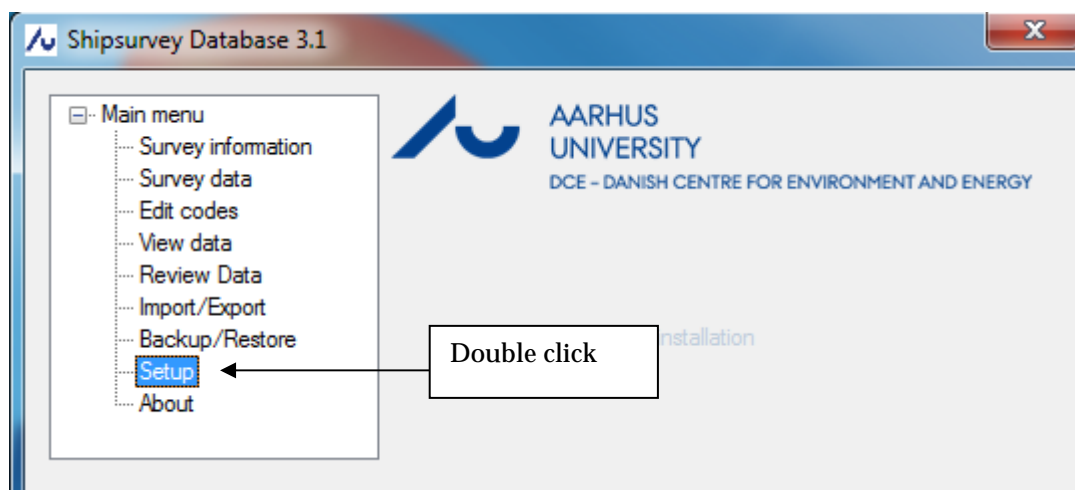 Shipsurvey Database 3.1
x
Main menu
Survey information
Survey data
Edit codes
View data
Review Data
Import/Export
Backup/Restore
Setup
About
AARHUS
UNIVERSITY
DCE - DANISH CENTRE FOR ENVIRONMENT AND ENERGY
nstallation
Double click